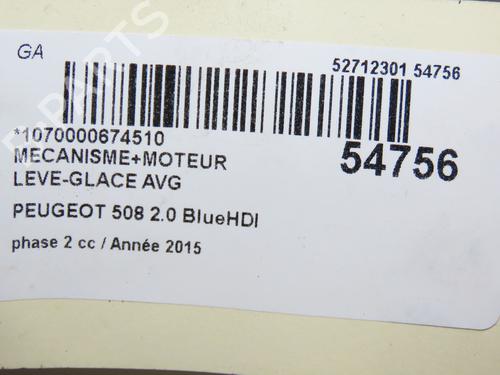 GA
52712301 54756
*1070000674510
54756
MECANISME+MOTEUR
LEVE-GLACE AVG
PEUGEOT 508 2.0 BlueHDI
phase 2 cc / Année 2015